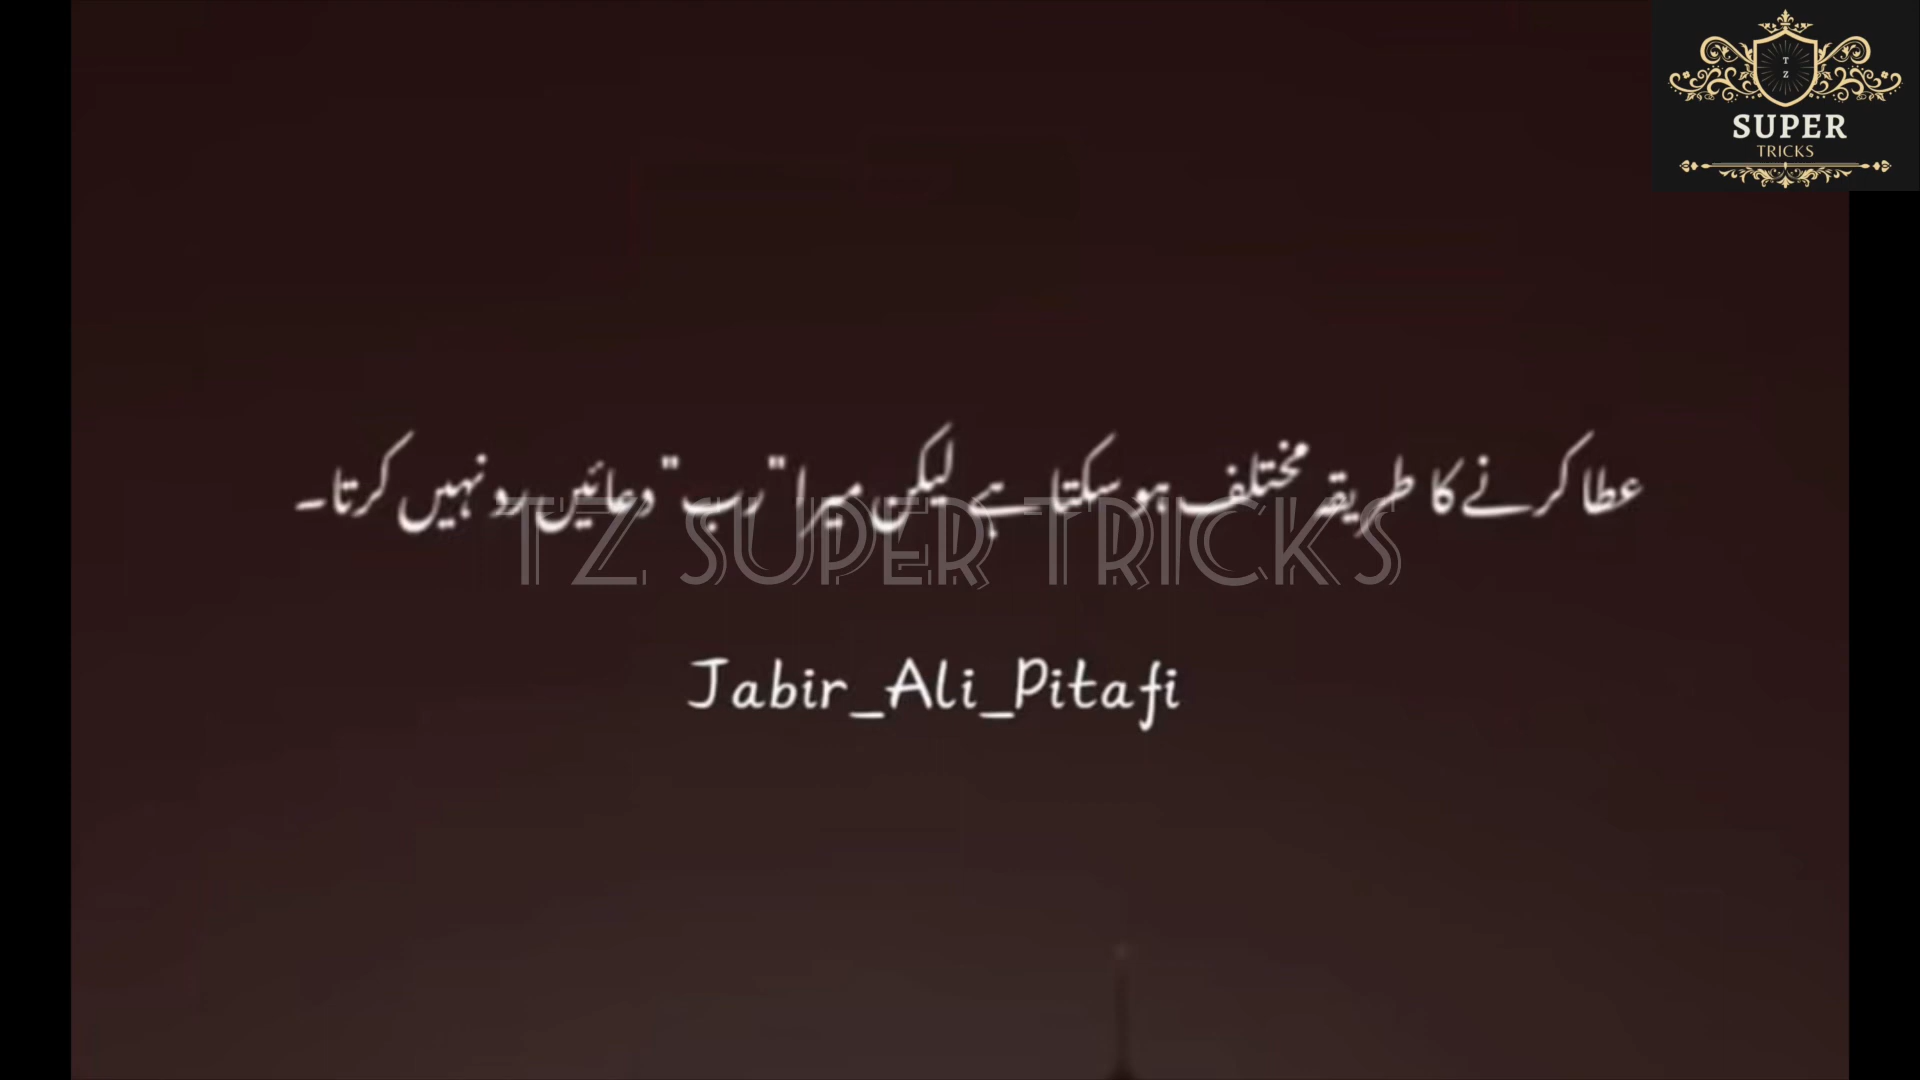 T
Z
SUPER
TRICKS
عطا کرنے کا طریقہ مختلف ہو سکتا ہے لیکن میرا "رب" دعائیں رد نہیں کرتا۔
TZ SUPER TRICKS
Jabir_Ali_Pitafi